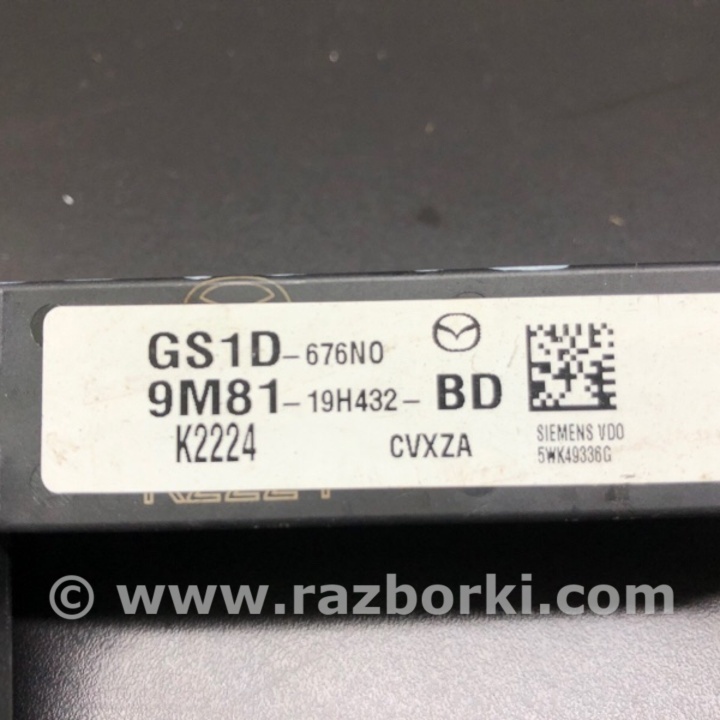 GS1D-676N0
9M81-19H432-BD
K2224 CVXZA
SIEMENS VDO
5WK49336G
© www.razborki.com